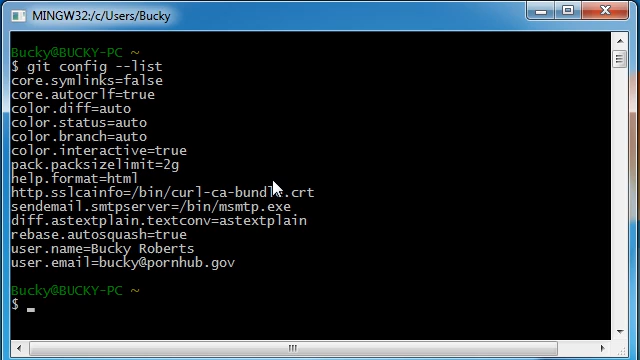 MINGW32:/c/Users/Bucky
Bucky@BUCKY-PC ~
$ git config --list
core.symlinks=false
core.autocrlf=true
color.diff=auto
color.status=auto
color.branch=auto
color.interactive=true
pack.packsizelimit=2g
help.format=html
http.sslcainfo=/bin/curl-ca-bundle.crt
sendemail.smtpserver=/bin/msmtp.exe
diff.astextplain.textconv=astextplain
rebase.autosquash=true
user.name=Bucky Roberts
user.email=bucky@pornhub.gov
Bucky@BUCKY-PC ~
$